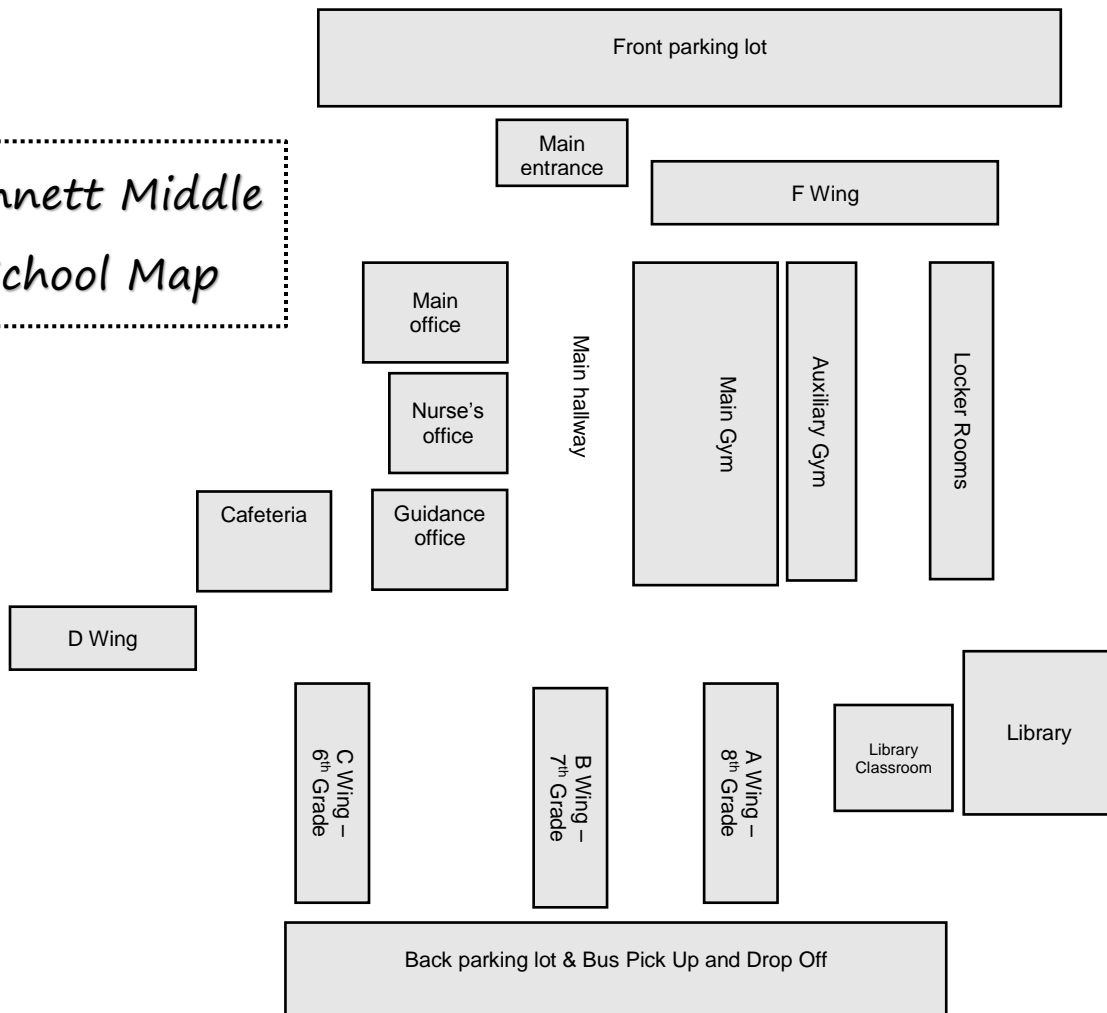 Front parking lot
Main
entrance
F Wing
Middle
Map
Main
office
Main hallway
Main Gym
Auxiliary Gym
Locker Rooms
Nurse’s
office
Cafeteria
Guidance
office
D Wing
C Wing –
6th Grade
B Wing –
7th Grade
A Wing –
8th Grade
Library
Classroom
Library
Back parking lot & Bus Pick Up and Drop Off